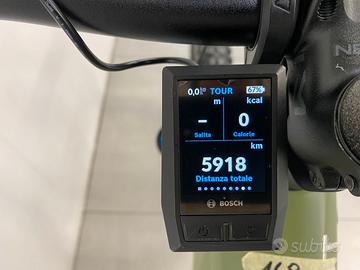 0,0 TOUR 67%
m kcal
– 0
Salita Calorie
km
5918
Distanza totale
BOSCH
subito